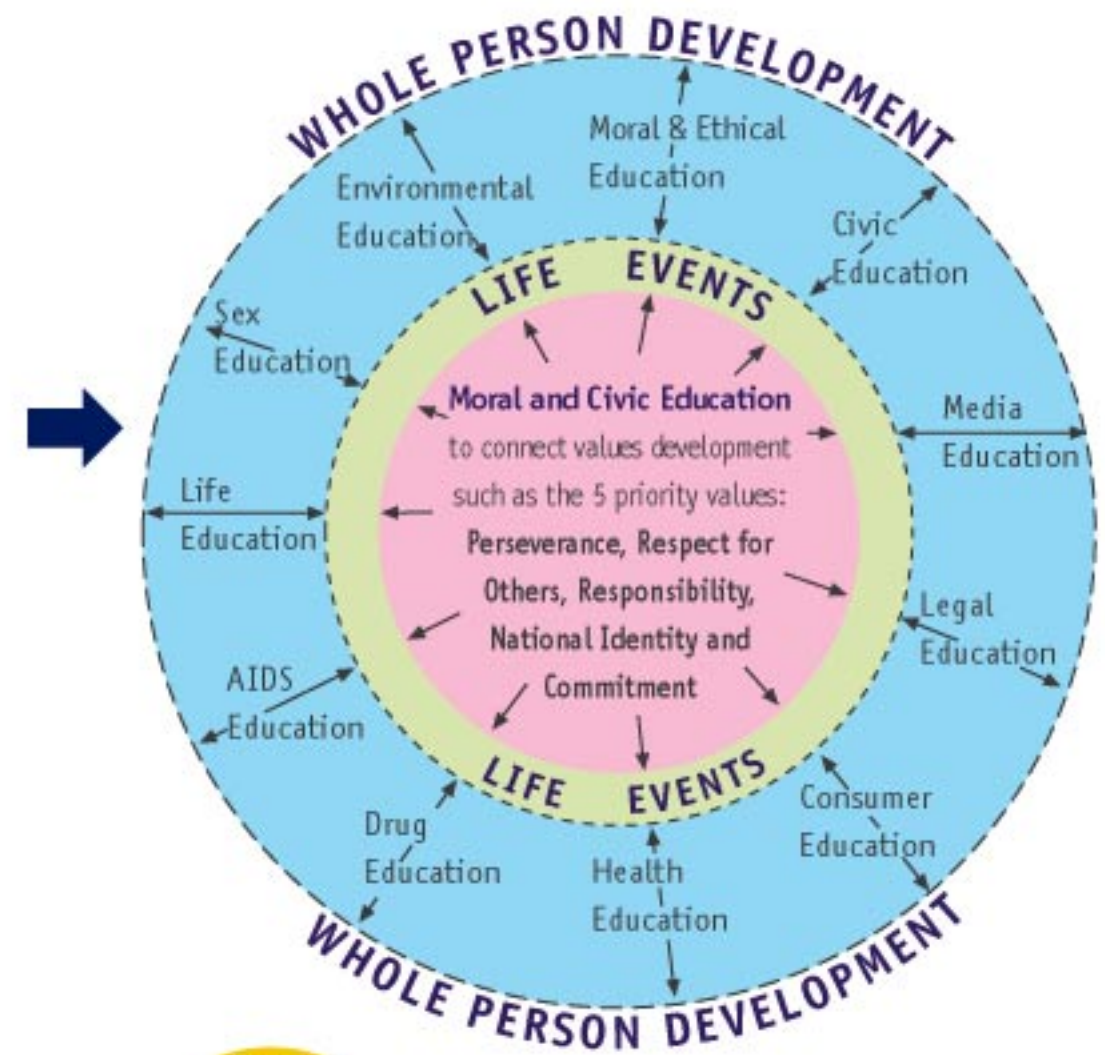 WHOLE PERSON DEVELOPMENT
Moral & Ethical
Education
Environmental
Education
Civic
Education
Sex
Education
LIFE EVENTS
Moral and Civic Education
to connect values development
such as the 5 priority values:
Perseverance, Respect for
Others, Responsibility,
National Identity and
Commitment
Media
Education
Life
Education
Legal
Education
AIDS
Education
LIFE EVENTS
Consumer
Education
Drug
Education
Health
Education
WHOLE PERSON DEVELOPMENT